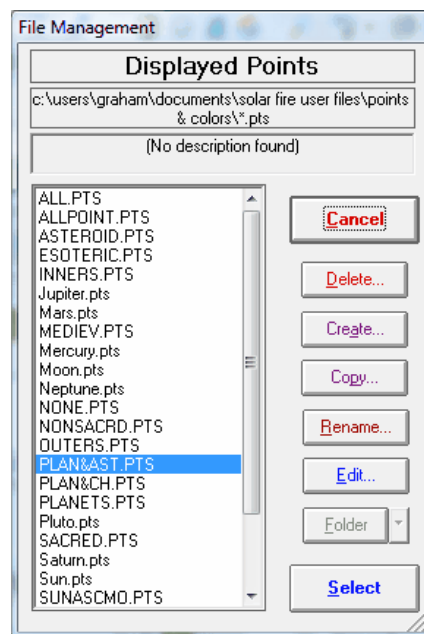 File Management
Displayed Points
c:\users\graham\documents\solar fire user files\points
& colors\*.pts
(No description found)
ALL.PTS
ALLPOINT.PTS
ASTEROID.PTS
ESOTERIC.PTS
INNERS.PTS
Jupiter.pts
Mars.pts
MEDIEV.PTS
Mercury.pts
Moon.pts
Neptune.pts
NONE.PTS
NONSACRD.PTS
OUTERS.PTS
PLAN&AST.PTS
PLAN&CH.PTS
PLANETS.PTS
Pluto.pts
SACRED.PTS
Saturn.pts
Sun.pts
SUNASCMO.PTS
Cancel
Delete...
Create...
Copy...
Rename...
Edit...
Folder
Select